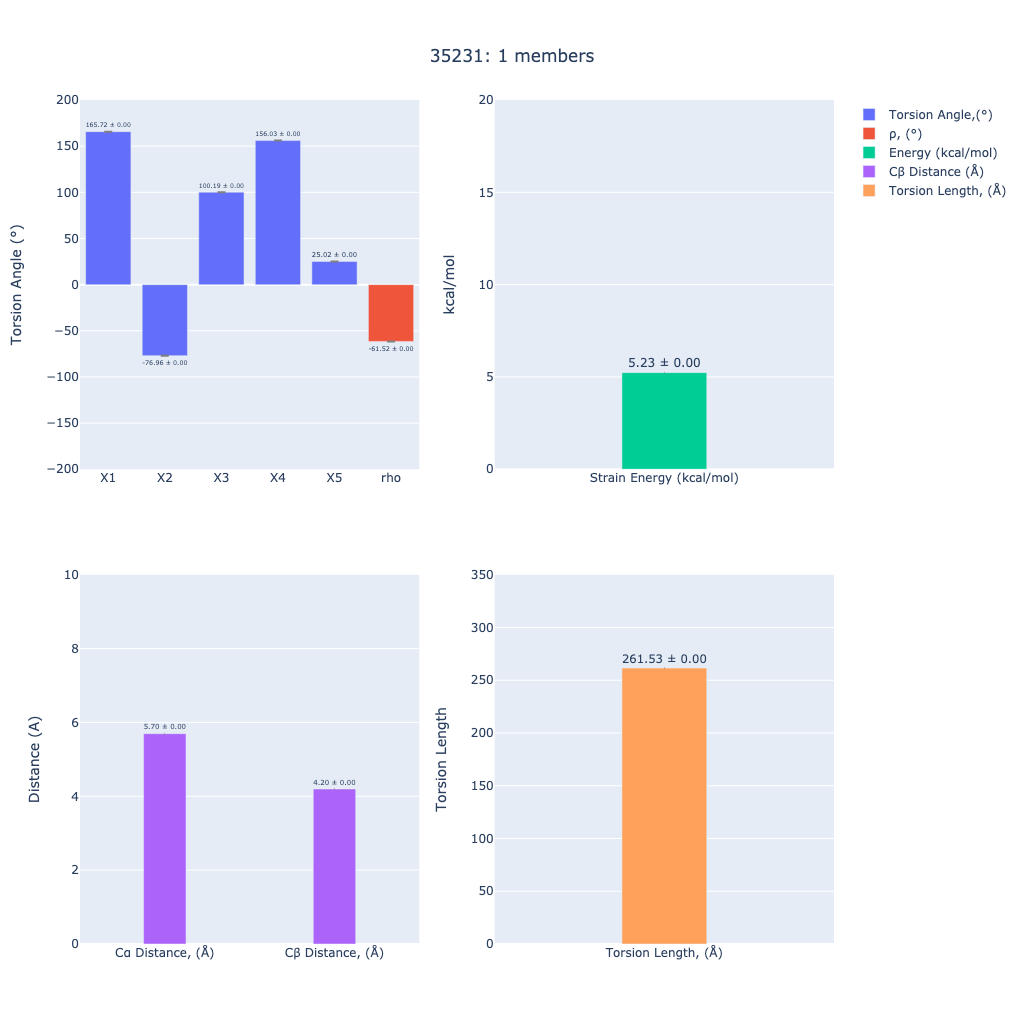 35231: 1 members
Torsion Angle (°)
200
150
100
50
0
−50
−100
−150
−200
165.72 ± 0.00
-76.96 ± 0.00
100.19 ± 0.00
156.03 ± 0.00
25.02 ± 0.00
-61.52 ± 0.00
X1
X2
X3
X4
X5
rho
kcal/mol
20
15
10
5
0
5.23 ± 0.00
Strain Energy (kcal/mol)
Torsion Angle,(°)
ρ, (°)
Energy (kcal/mol)
Cβ Distance (Å)
Torsion Length, (Å)
Distance (A)
10
8
6
4
2
0
5.70 ± 0.00
4.20 ± 0.00
Cα Distance, (Å)
Cβ Distance, (Å)
Torsion Length
350
300
250
200
150
100
50
0
261.53 ± 0.00
Torsion Length, (Å)